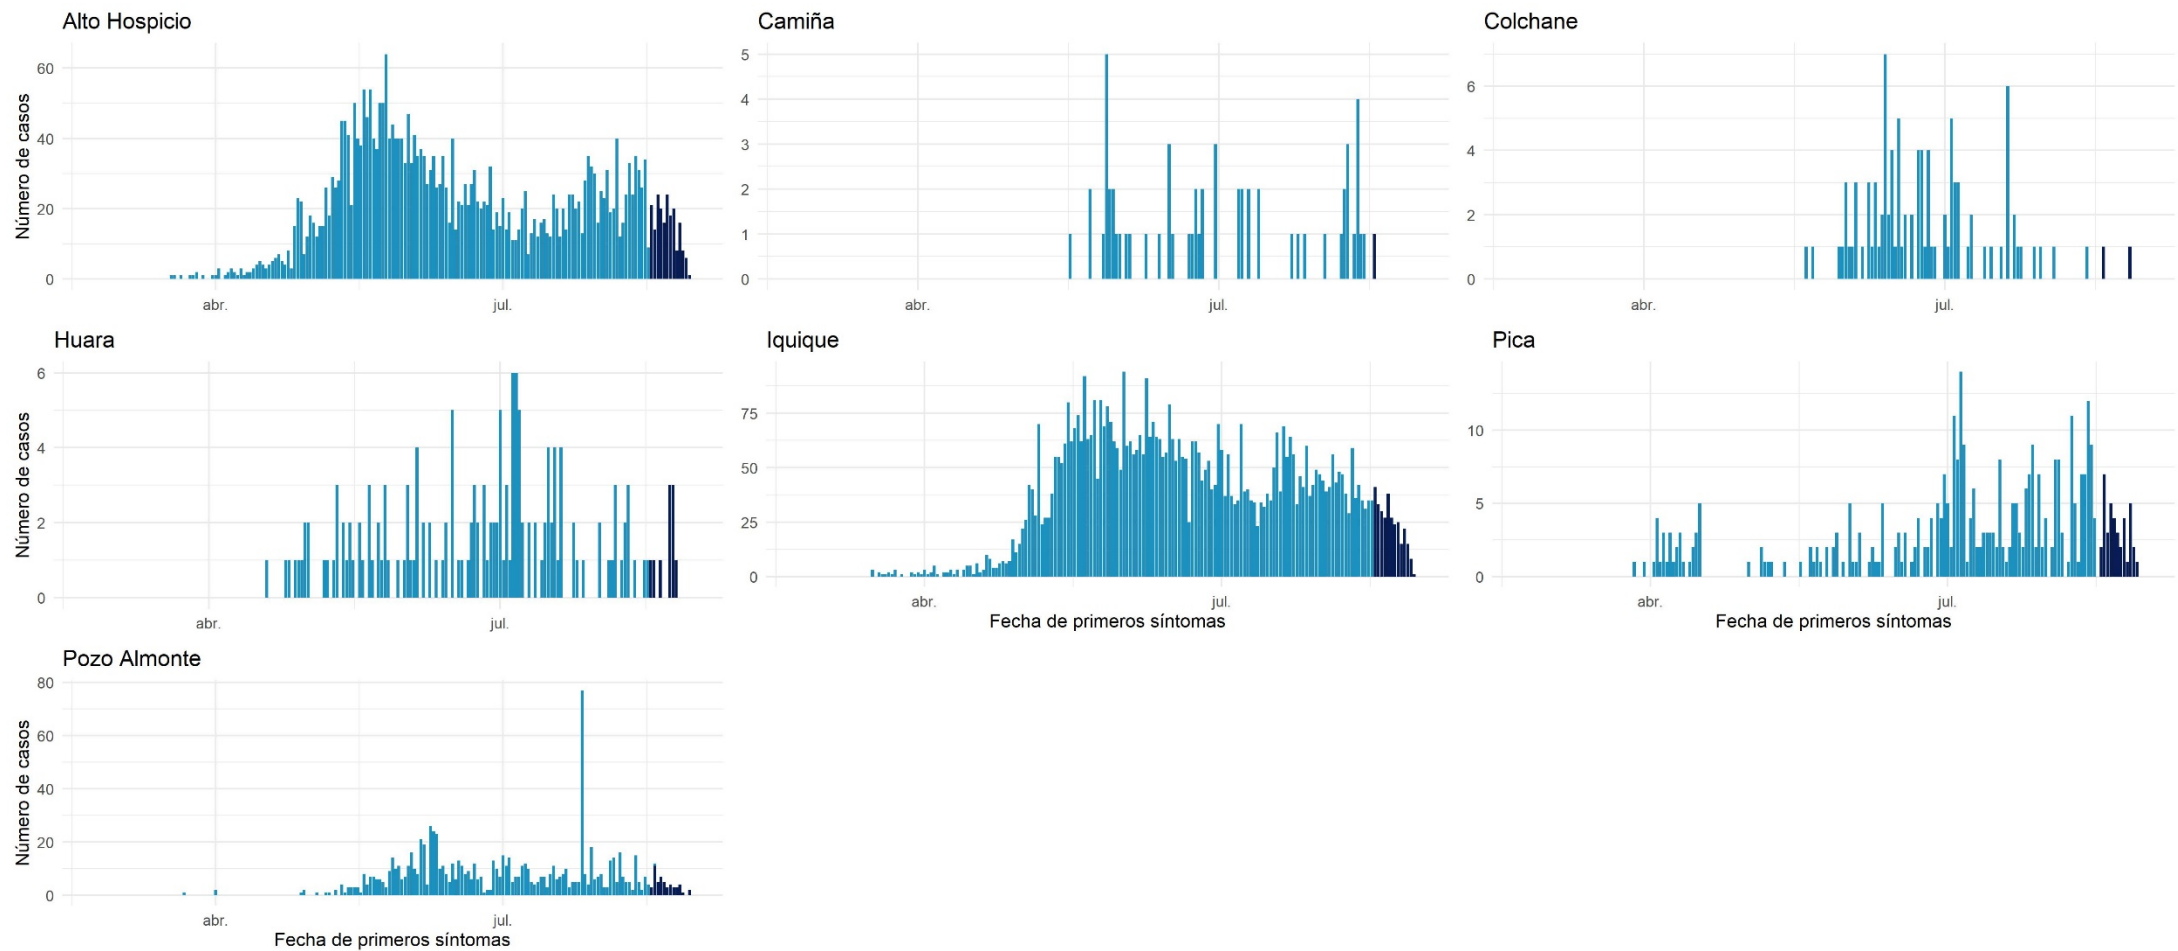 Alto Hospicio
Número de casos
60
40
20
0
abr.
jul.
Camiña
5
4
3
2
1
0
abr.
jul.
Colchane
6
4
2
0
abr.
jul.
Huara
Número de casos
6
4
2
0
abr.
jul.
Iquique
75
50
25
0
abr.
jul.
Fecha de primeros síntomas
Pica
10
5
0
abr.
jul.
Fecha de primeros síntomas
Pozo Almonte
Número de casos
80
60
40
20
0
abr.
jul.
Fecha de primeros síntomas